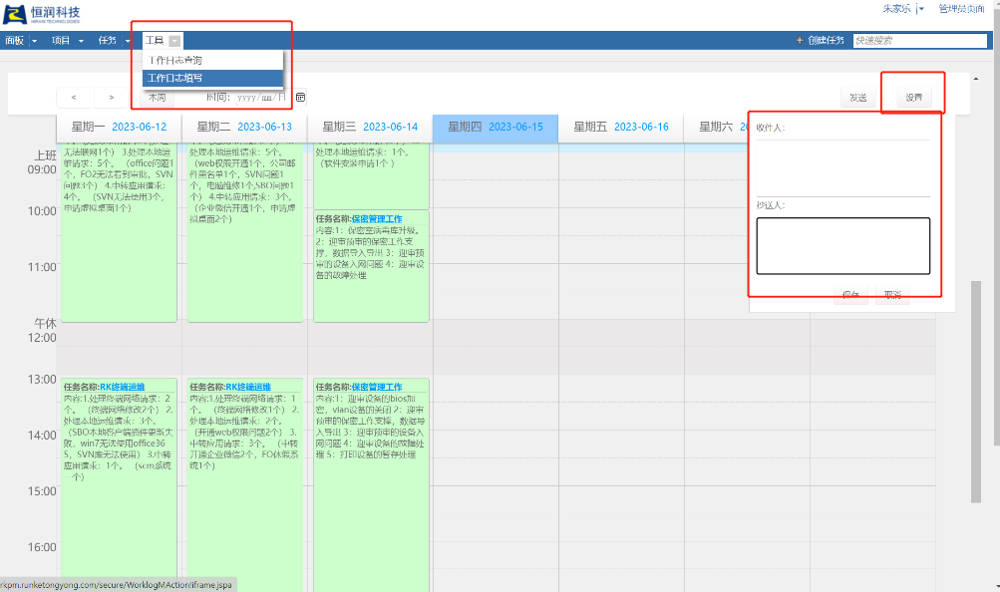 恒润科技
HIRAIN TECHNOLOGIES
朱家乐
管理员页面
面板 项目 任务 工具
+ 创建任务 快速搜索
工作日志查询
工作日志填写
< > 本周 时间: yyyy/mm/日
发送 设置
星期一 2023-06-12 星期二 2023-06-13 星期三 2023-06-14 星期四 2023-06-15 星期五 2023-06-16 星期六
收件人:
抄送人:
保存 取消
上班
09:00
10:00
11:00
午休
12:00
13:00
14:00
15:00
16:00
无法联网1个) 3.处理本地运
维请求: 5个。 (office问题1
个, FO2无法看到审批, SVN
问题3个) 4.中转应用请求:
4个。 (SVN无法使用3个,
申请虚拟桌面1个)
处理本地运维请求: 5个。
(web权限开通1个, 公司邮
件黑名单1个, SVN问题1
个, 电脑维修1个,SBO问题1
个) 4.中转应用请求: 3个。
(企业微信开通1个, 申请虚
拟桌面2个)
处理本地运维请求: 1个。
(软件安装申请1个 )
任务名称:保密管理工作
内容:1: 保密室病毒库升级。
2: 迎审预审的保密工作支
撑, 数据导入导出 3: 迎审预
审的设备入网问题 4: 迎审设
备的故障处理
任务名称:RK终端运维
内容:1.处理终端网络请求: 2
个。 (终端网络修改2个) 2.
处理本地运维请求: 3个。
(SBO本地客户端插件更新失
败, win7无法使用office36
5, SVN库无法使用) 3.中转
应用请求: 1个。 (scm系统
一个)
任务名称:RK终端运维
内容:1.处理终端网络请求: 1
个。 (终端网络修改1个) 2.
处理本地运维请求: 2个。
(开通web权限问题2个) 3.
中转应用请求: 3个。 (中转
开通企业微信2个, FO休假系
统1个)
任务名称:保密管理工作
内容:1: 迎审设备的bios加
密, vlan设备的关闭 2: 迎审
预审的保密工作支撑, 数据导
入导出 3: 迎审预审的设备入
网问题 4: 迎审设备的故障处
理 5: 打印设备的暂存处理
rkpm.runketongyong.com/secure/WorklogMAction!iframe.jspa